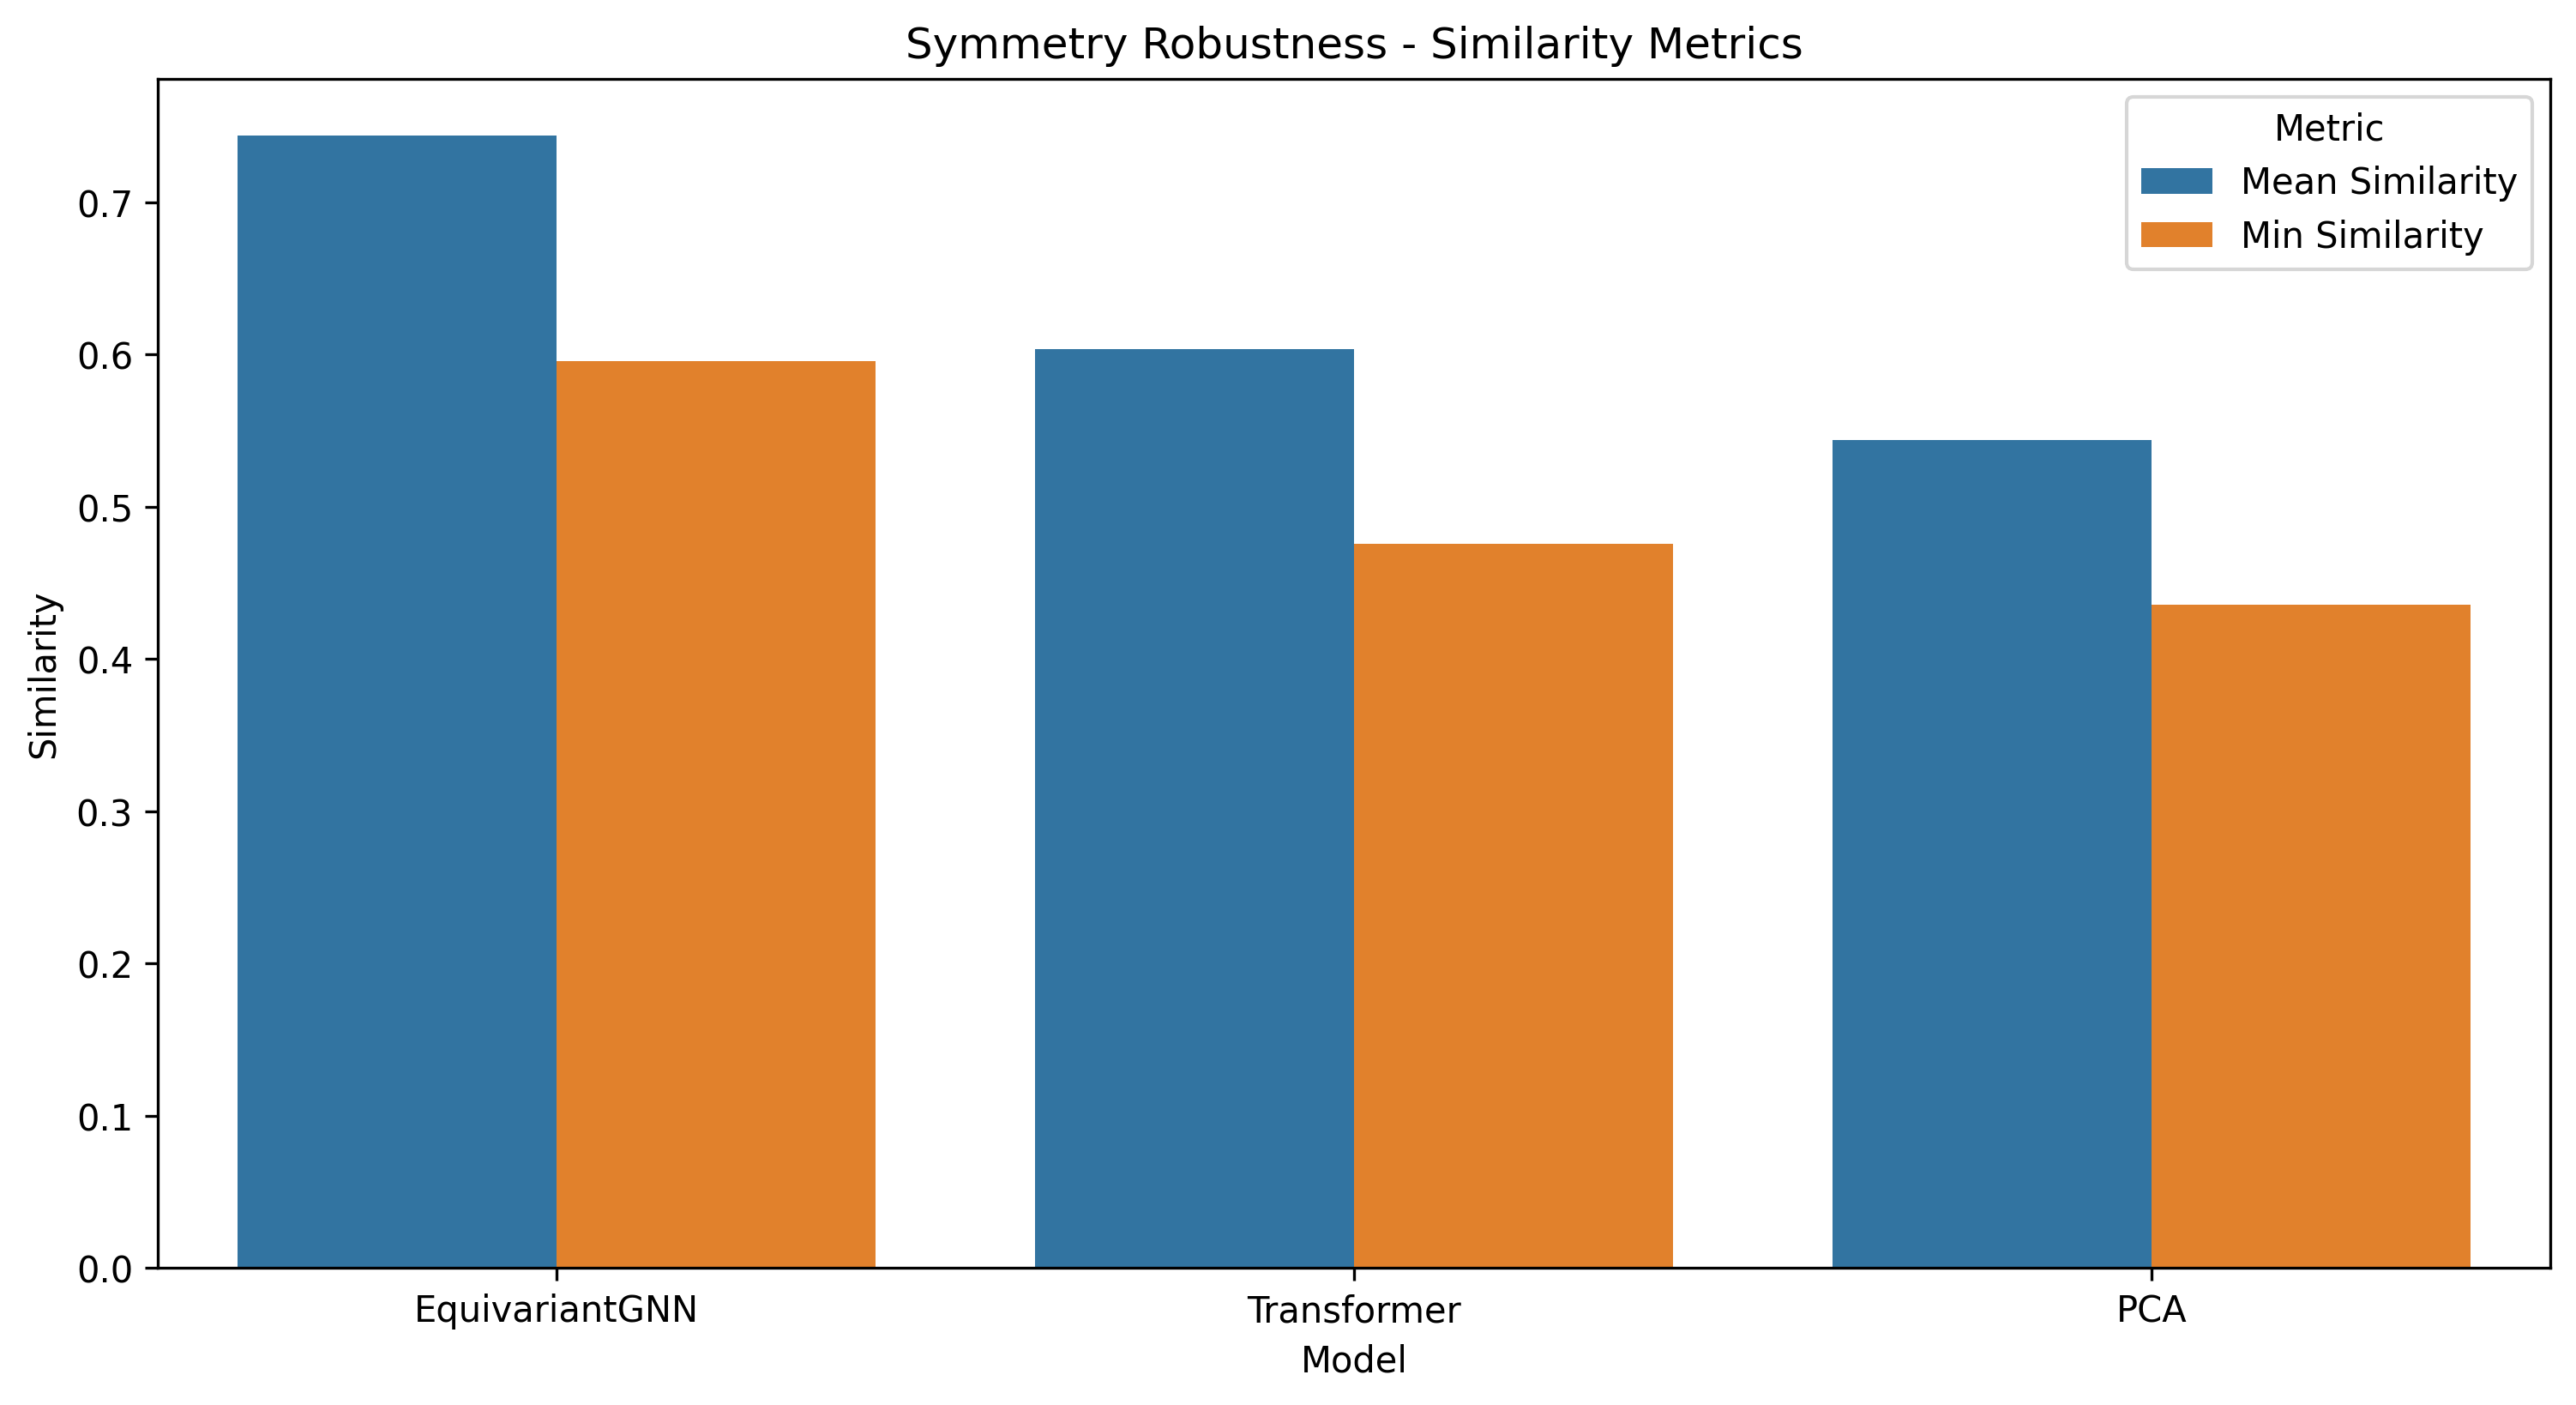 Symmetry Robustness - Similarity Metrics
Metric
Mean Similarity
Min Similarity
Similarity
0.7
0.6
0.5
0.4
0.3
0.2
0.1
0.0
EquivariantGNN
Transformer
PCA
Model